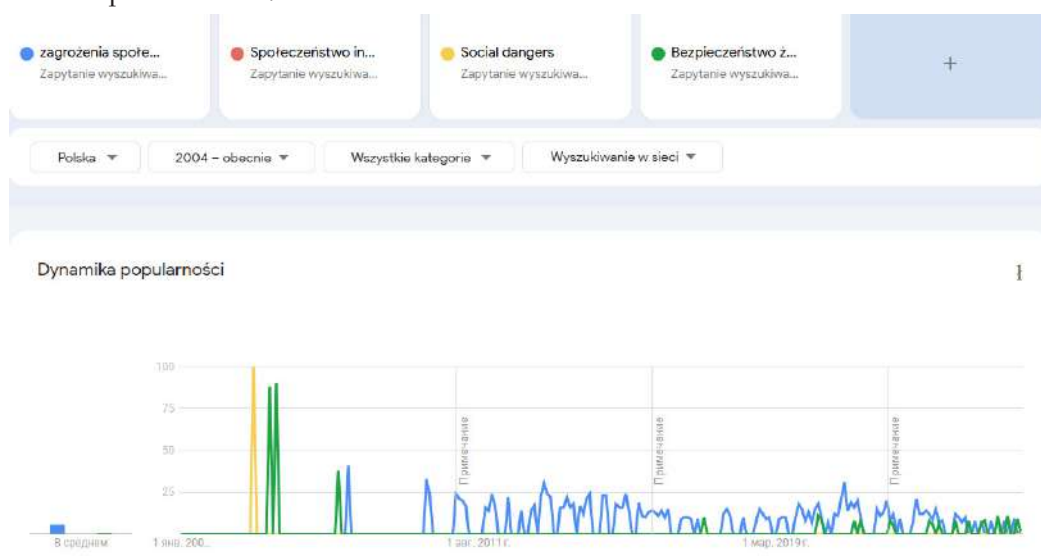 zagrożenia społe...
Zapytanie wyszukiwa...
Społeczeństwo in...
Zapytanie wyszukiwa...
Social dangers
Zapytanie wyszukiwa...
Bezpieczeństwo ż...
Zapytanie wyszukiwa...
+
Polska
2004 – obecnie
Wszystkie kategorie
Wyszukiwanie w sieci
Dynamika popularności
100
75
50
25
Примечание
Примечание
Примечание
В среднем
1 янв. 200...
1 авг. 2011 г.
1 мар. 2019 г.